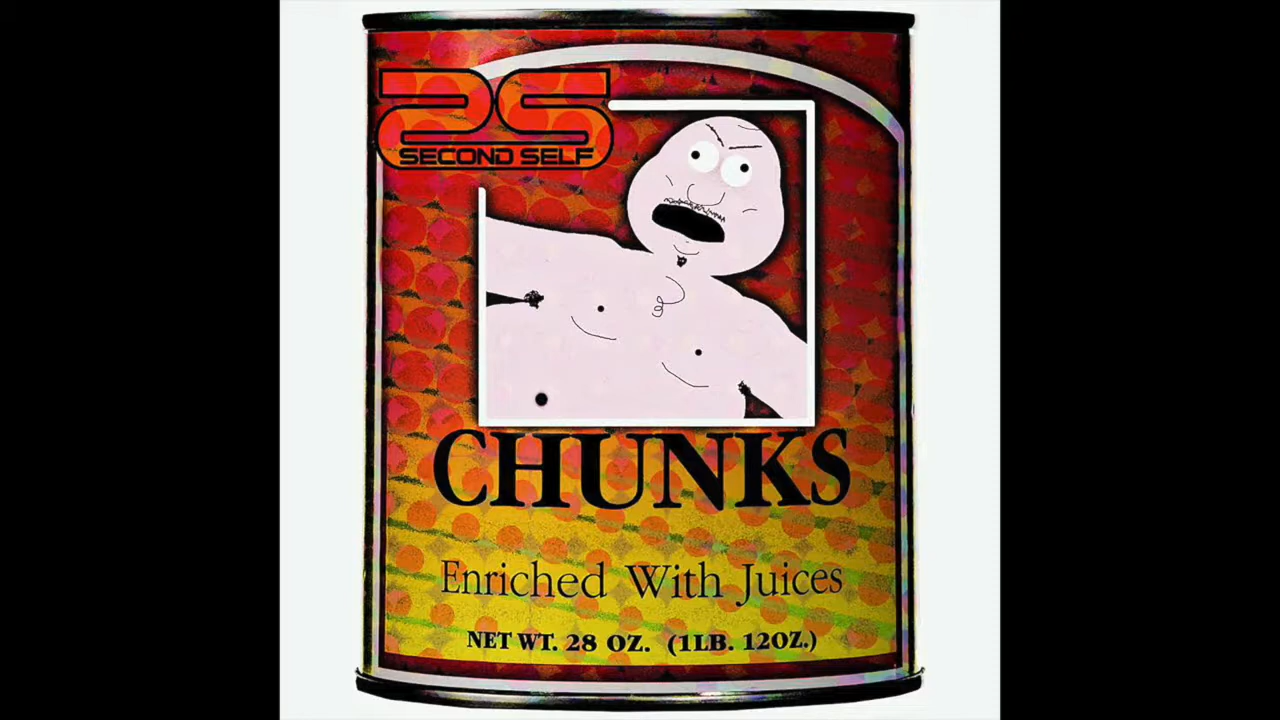 2S
SECOND SELF
CHUNKS
Enriched With Juices
NET WT. 28 OZ. (1LB. 12OZ.)